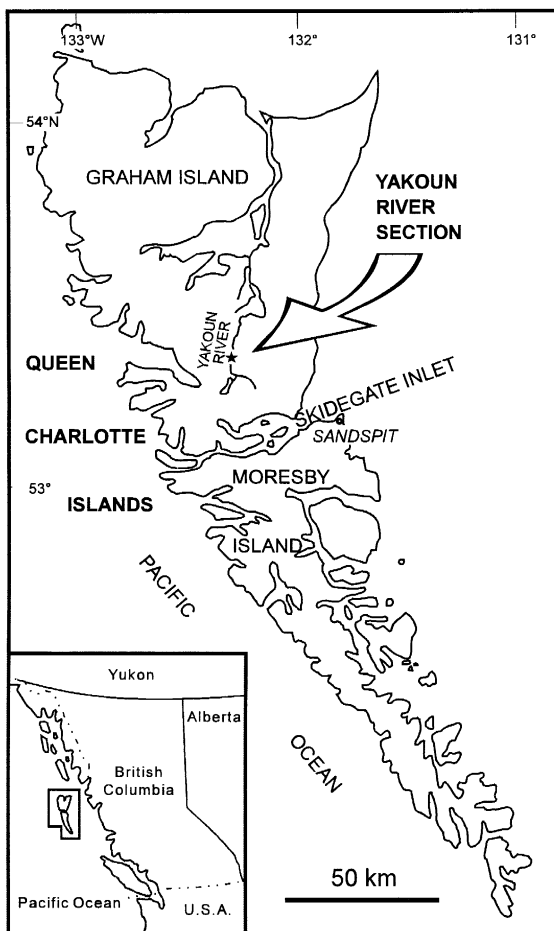 133°W
132°
131°
54°N
GRAHAM ISLAND
YAKOUN
RIVER
SECTION
YAKOUN
RIVER
QUEEN
SKIDEGATE INLET
CHARLOTTE
SANDSPIT
MORESBY
53°
ISLANDS
ISLAND
PACIFIC
OCEAN
Yukon
Alberta
British
Columbia
Pacific Ocean
U.S.A.
50 km